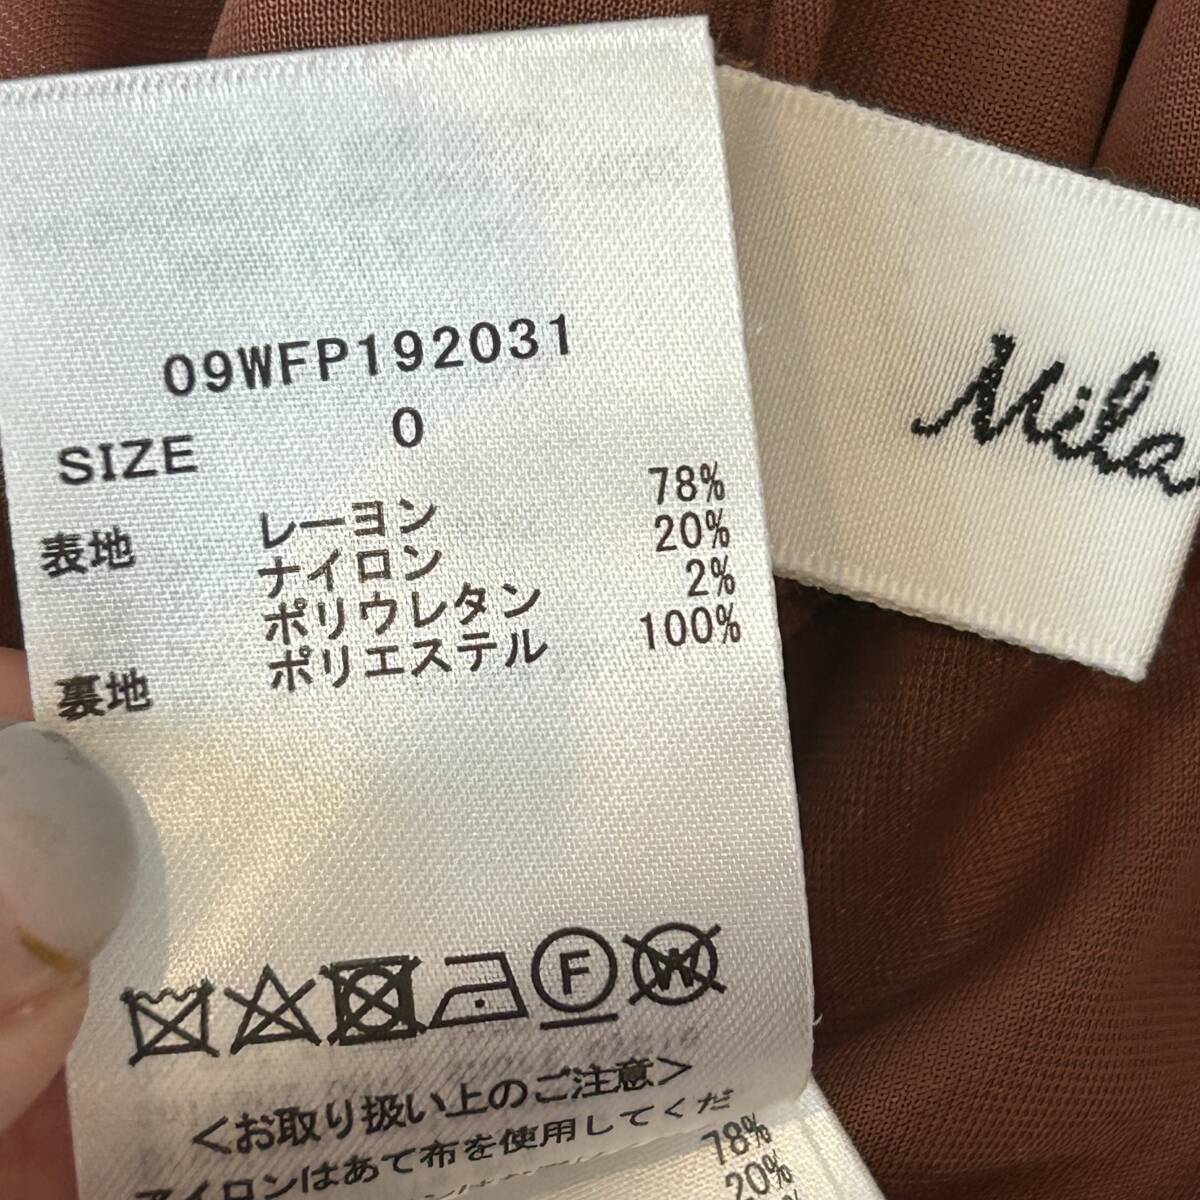 09WFP192031
SIZE 0
表地 レーヨン 78%
ナイロン 20%
ポリウレタン 2%
裏地 ポリエステル 100%
F
W
<お取り扱い上のご注意>
アイロンはあて布を使用してくだ
78%
20%
Mila